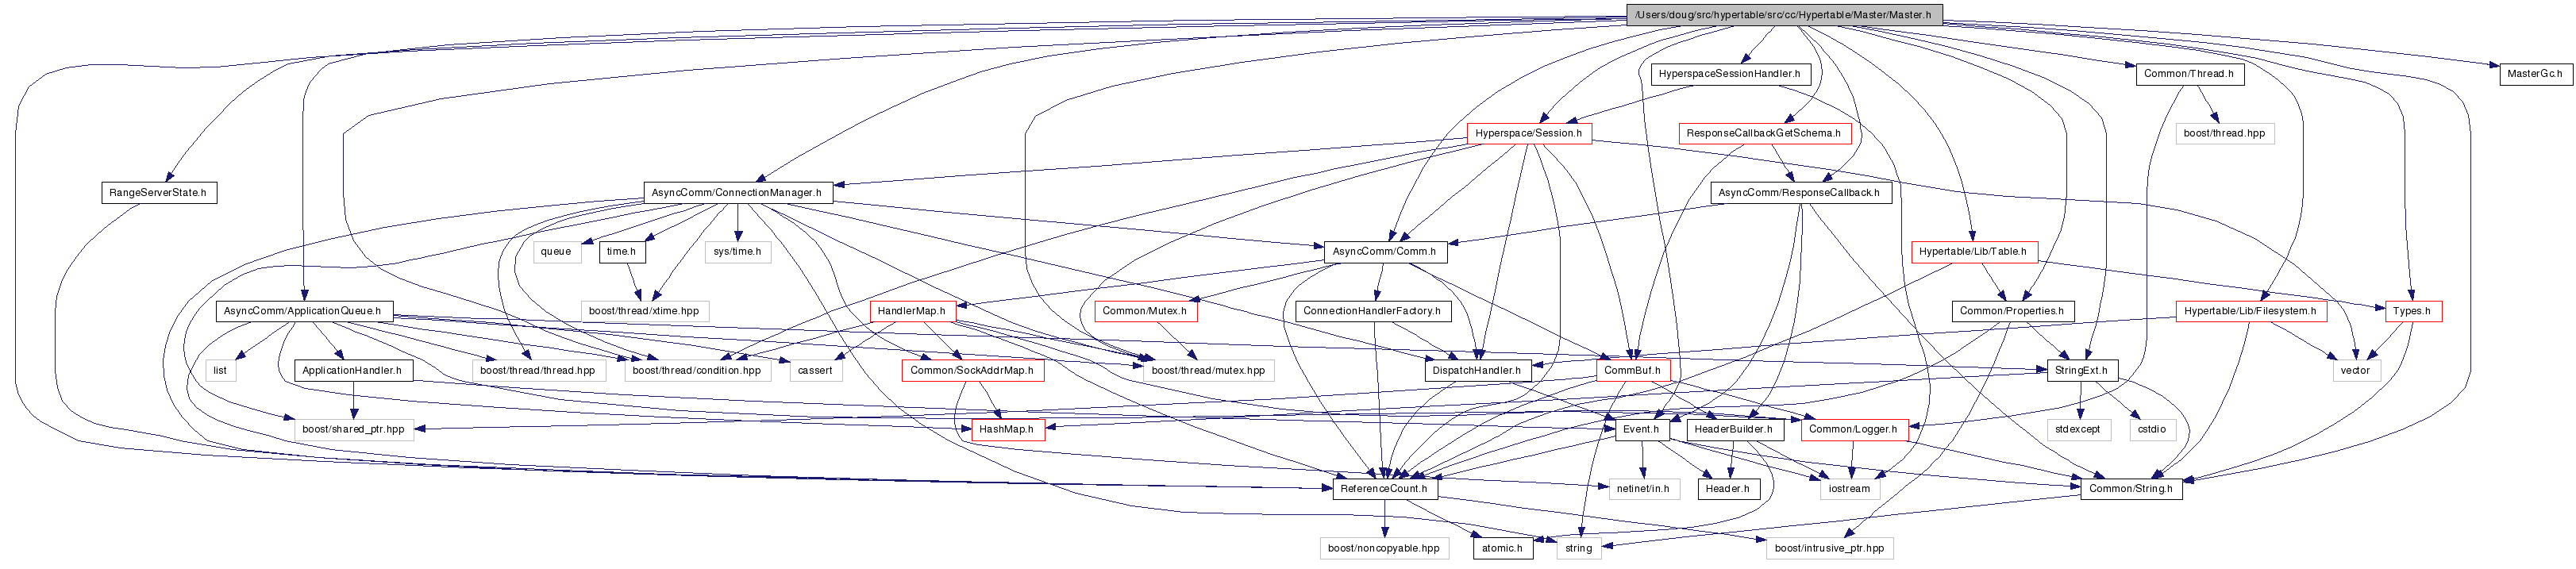 /Users/doug/src/hypertable/src/cc/Hypertable/Master/Master.h
HyperspaceSessionHandler.h
Common/Thread.h
MasterGc.h
Hyperspace/Session.h
ResponseCallbackGetSchema.h
boost/thread.hpp
RangeServerState.h
AsyncComm/ConnectionManager.h
AsyncComm/ResponseCallback.h
queue
time.h
sys/time.h
AsyncComm/Comm.h
Hypertable/Lib/Table.h
AsyncComm/ApplicationQueue.h
boost/thread/xtime.hpp
HandlerMap.h
Common/Mutex.h
ConnectionHandlerFactory.h
Common/Properties.h
Hypertable/Lib/Filesystem.h
Types.h
list
ApplicationHandler.h
boost/thread/thread.hpp
boost/thread/condition.hpp
cassert
Common/SockAddrMap.h
boost/thread/mutex.hpp
DispatchHandler.h
CommBuf.h
StringExt.h
vector
boost/shared_ptr.hpp
HashMap.h
Event.h
HeaderBuilder.h
Common/Logger.h
stdexcept
cstdio
ReferenceCount.h
netinet/in.h
Header.h
iostream
Common/String.h
boost/noncopyable.hpp
atomic.h
string
boost/intrusive_ptr.hpp